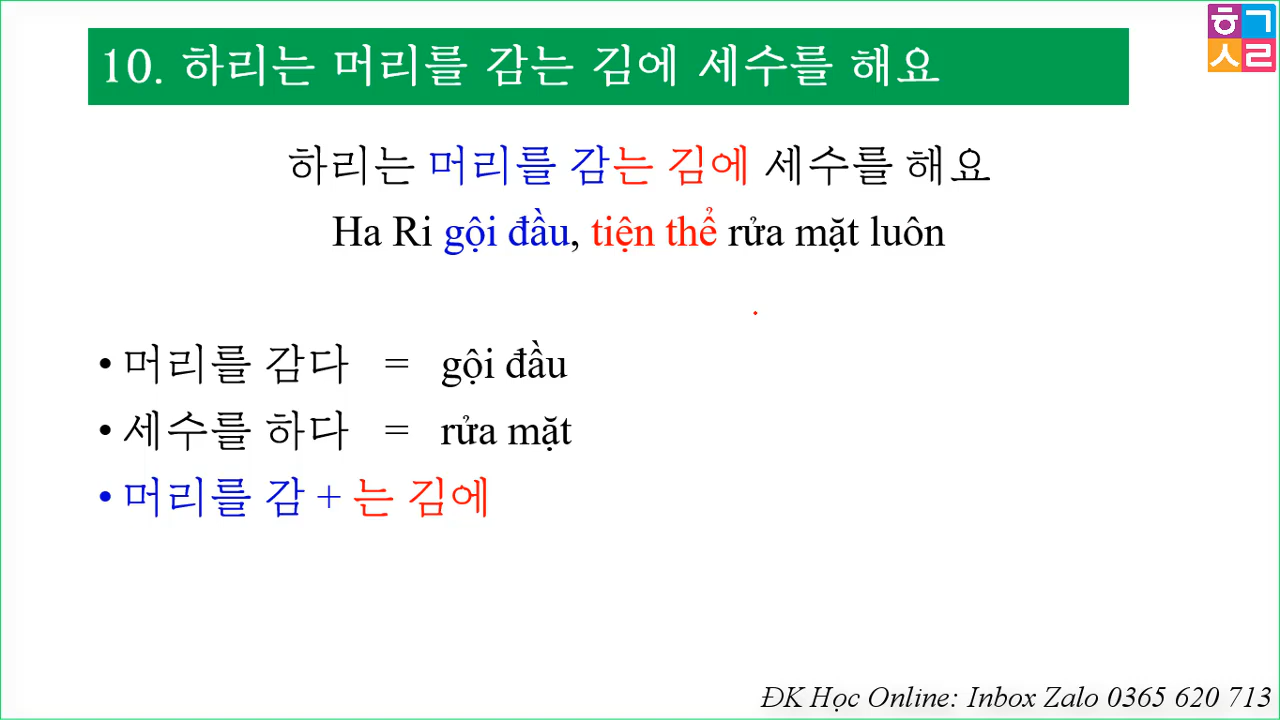 10. 하리는 머리를 감는 김에 세수를 해요
ㅎㄱ
ㅅㄹ
하리는 머리를 감는 김에 세수를 해요
Ha Ri gội đầu, tiện thể rửa mặt luôn
• 머리를 감다 = gội đầu
• 세수를 하다 = rửa mặt
• 머리를 감 + 는 김에
ĐK Học Online: Inbox Zalo 0365 620 713